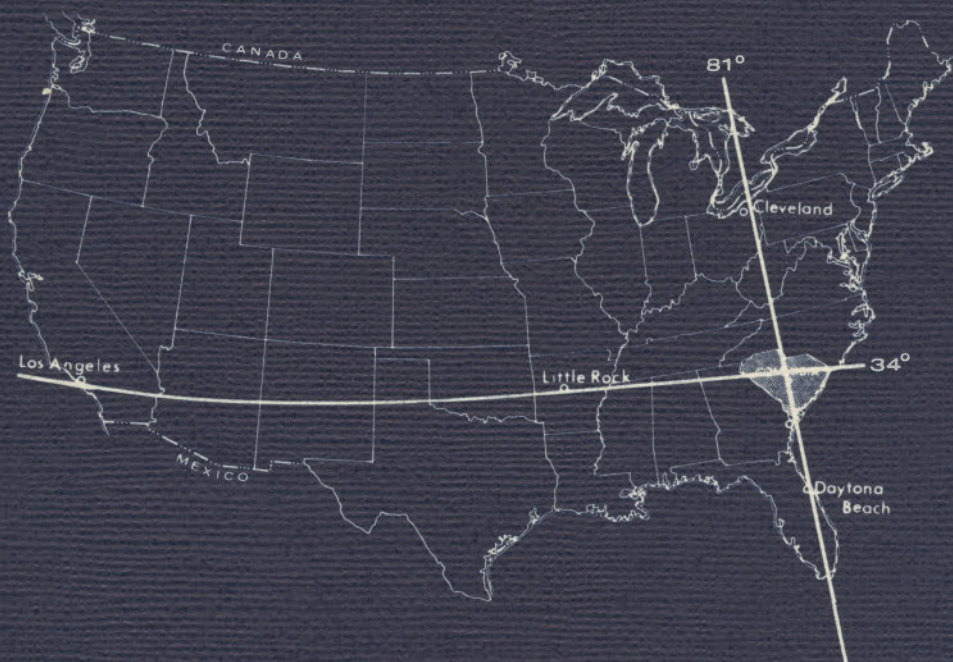 CANADA
81°
Cleveland
Los Angeles
Little Rock
34°
MEXICO
Daytona
Beach